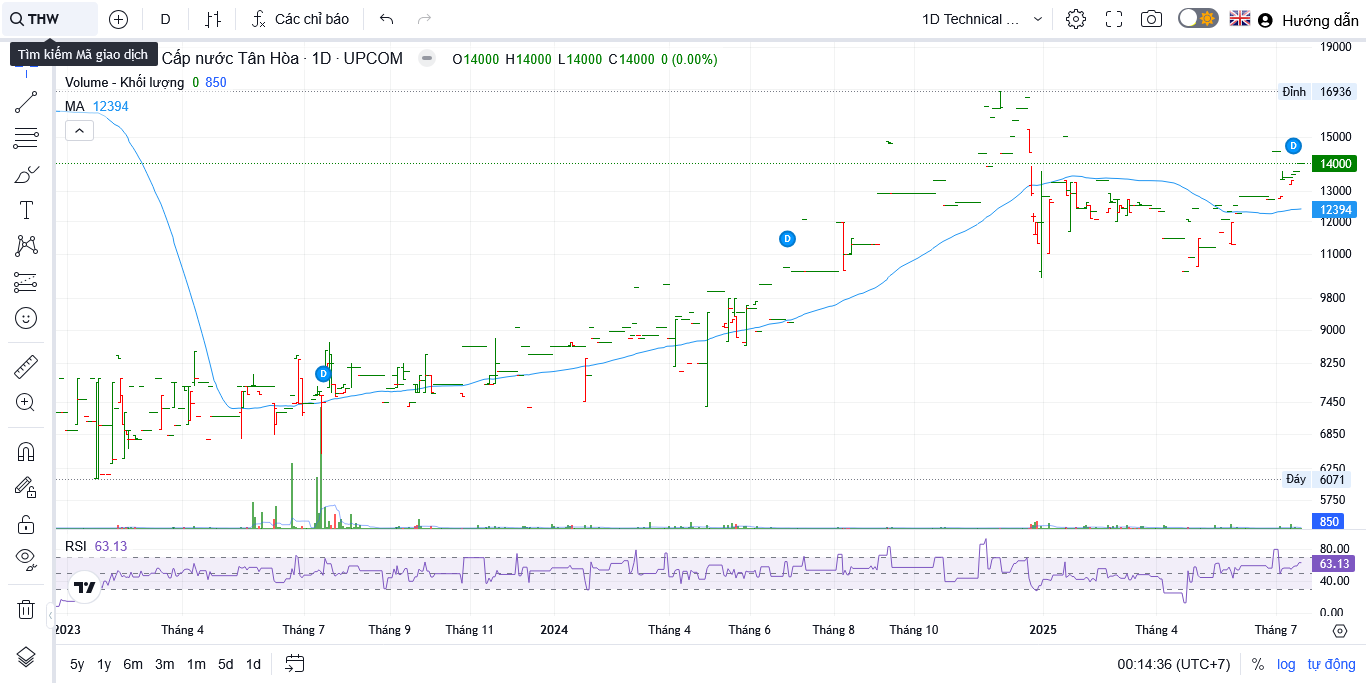 THW D Các chỉ báo 1D Technical ... Hướng dẫn
Tìm kiếm Mã giao dịch
Cấp nước Tân Hòa · 1D · UPCOM O14000 H14000 L14000 C14000 0 (0.00%)
Volume - Khối lượng 0 850
MA 12394
19000
Đỉnh 16936
15000
14000
13000
12394
12000
11000
9800
9000
8250
7450
6850
6250
Đáy 6071
5750
850
D
D
D
RSI 63.13
80.00
63.13
40.00
0.00
2023 Tháng 4 Tháng 7 Tháng 9 Tháng 11 2024 Tháng 4 Tháng 6 Tháng 8 Tháng 10 2025 Tháng 4 Tháng 7
5y 1y 6m 3m 1m 5d 1d 00:14:36 (UTC+7) % log tự động